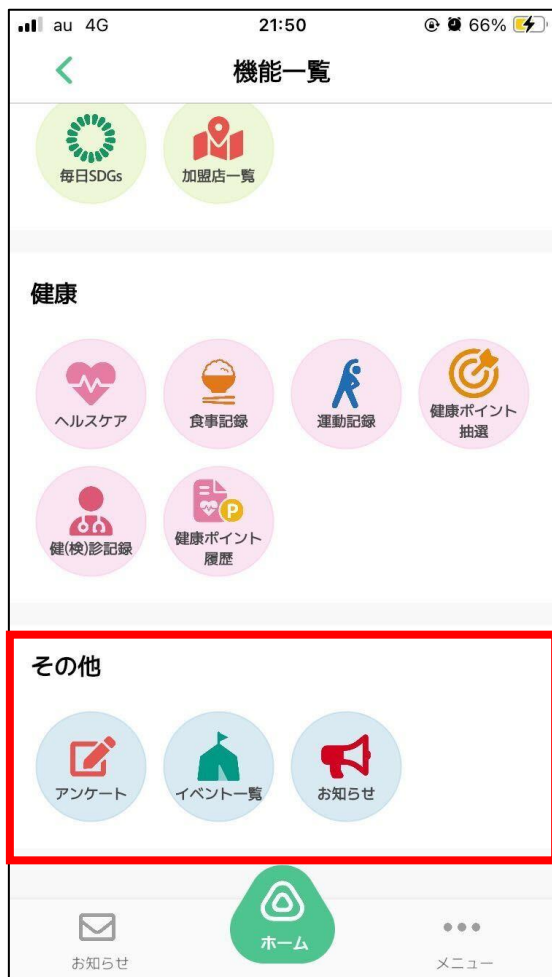 au 4G 21:50 66%
機能一覧
毎日SDGs 加盟店一覧
健康
ヘルスケア 食事記録 運動記録 健康ポイント
抽選
健(検)診記録 健康ポイント
履歴
P
その他
アンケート イベント一覧 お知らせ
お知らせ ホーム メニュー